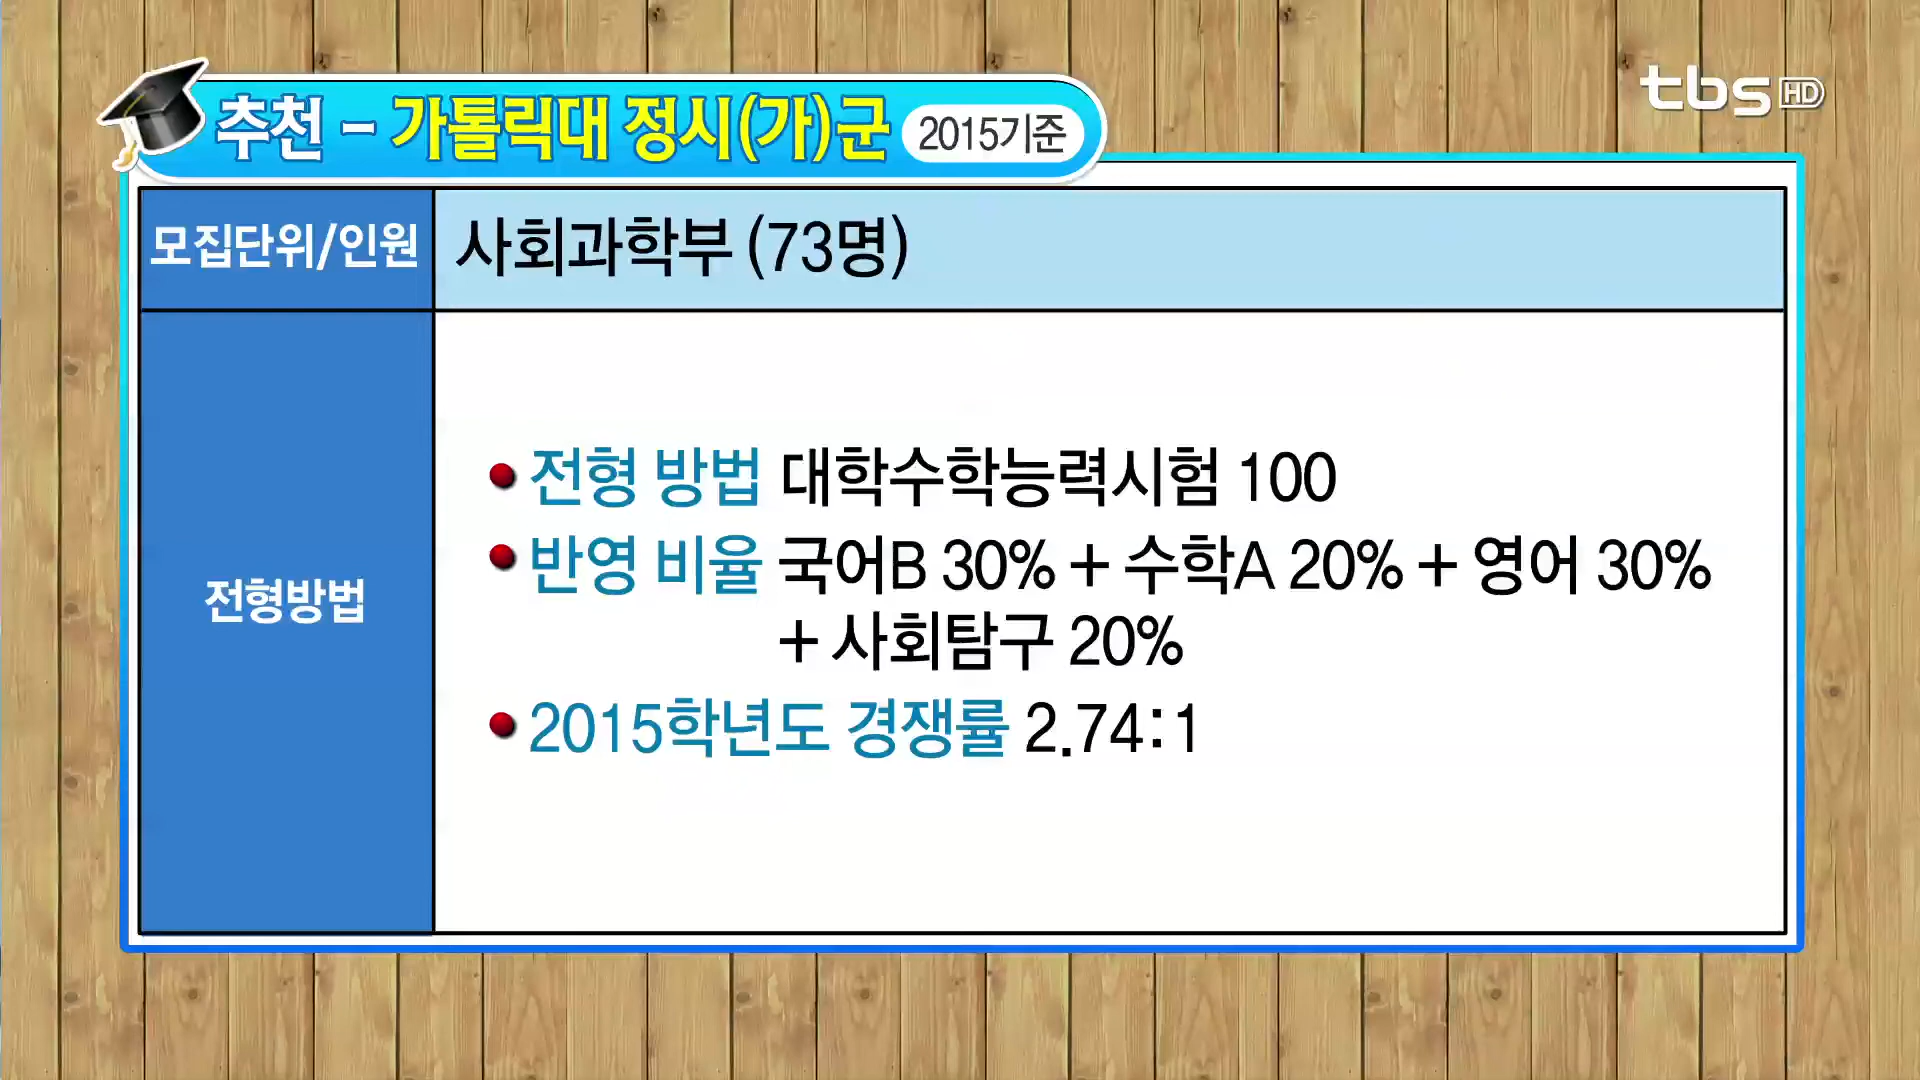 추천 - 가톨릭대 정시(가)군 2015기준
tbs HD
모집단위/인원 사회과학부 (73명)
전형방법
• 전형 방법 대학수학능력시험 100
• 반영 비율 국어B 30% + 수학A 20% + 영어 30%
+ 사회탐구 20%
• 2015학년도 경쟁률 2.74:1